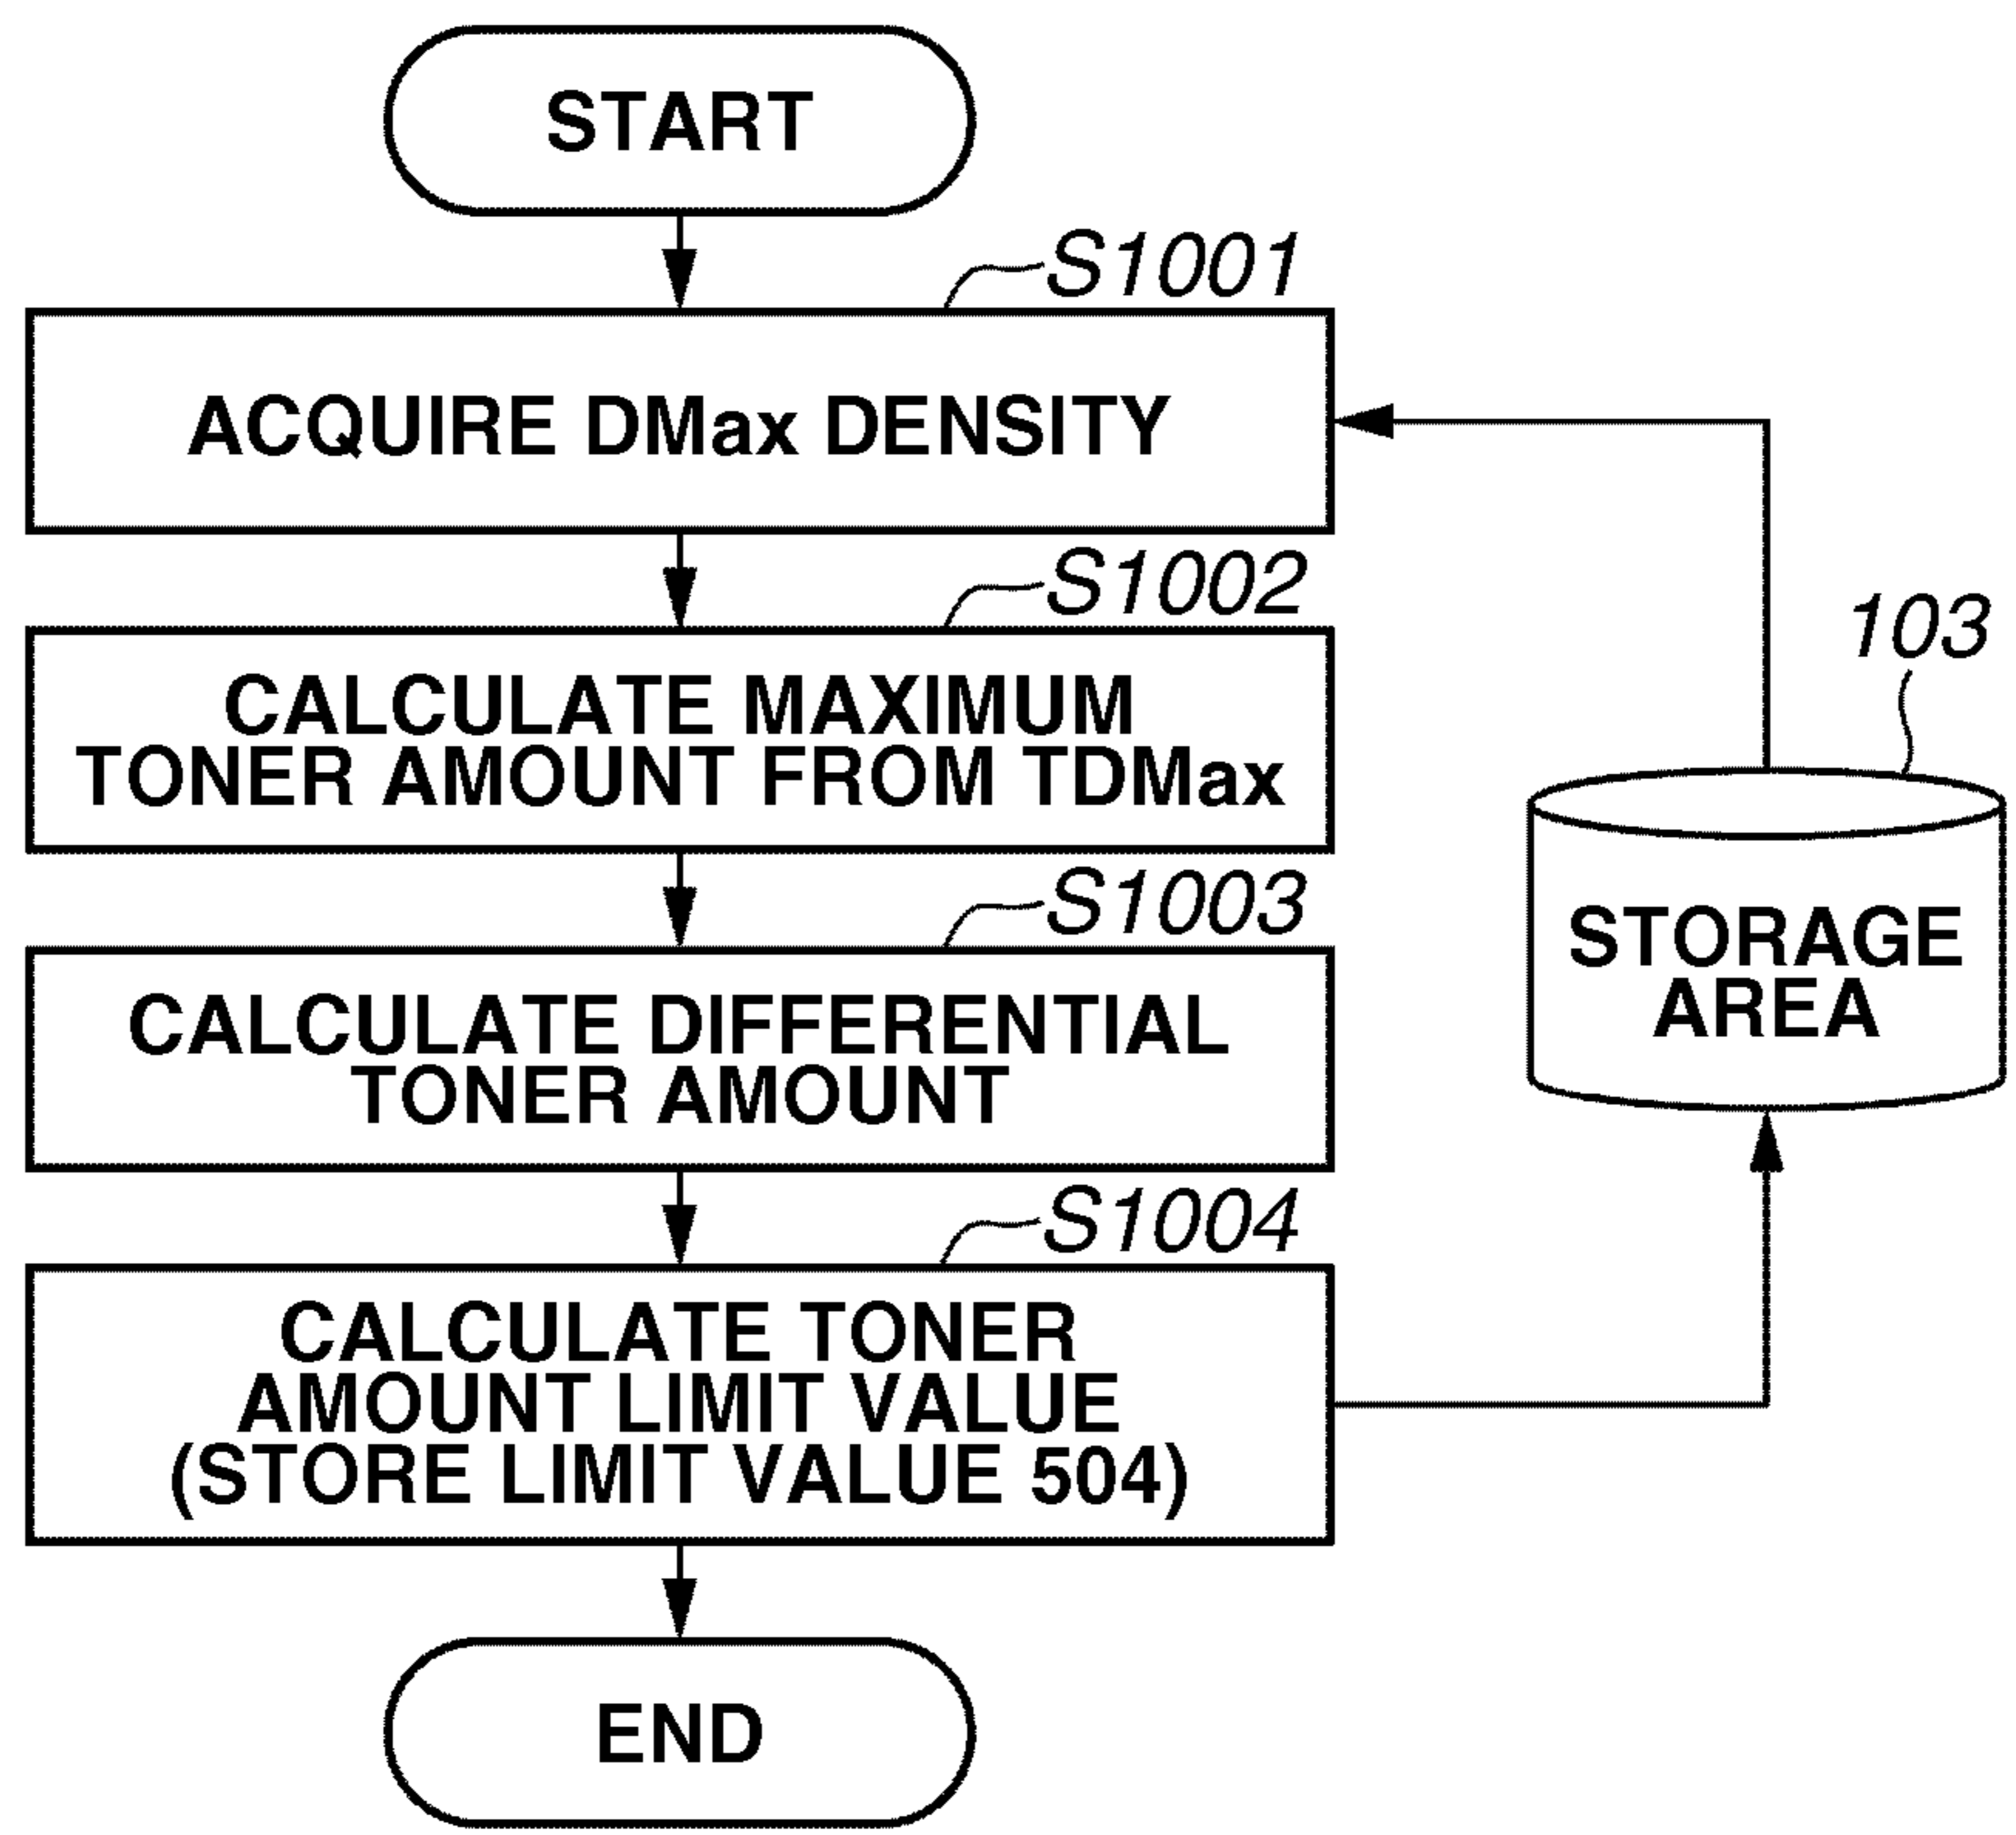 START
S1001
ACQUIRE DMax DENSITY
S1002
CALCULATE MAXIMUM
TONER AMOUNT FROM TDMax
S1003
CALCULATE DIFFERENTIAL
TONER AMOUNT
S1004
CALCULATE TONER
AMOUNT LIMIT VALUE
(STORE LIMIT VALUE 504)
END
103
STORAGE
AREA